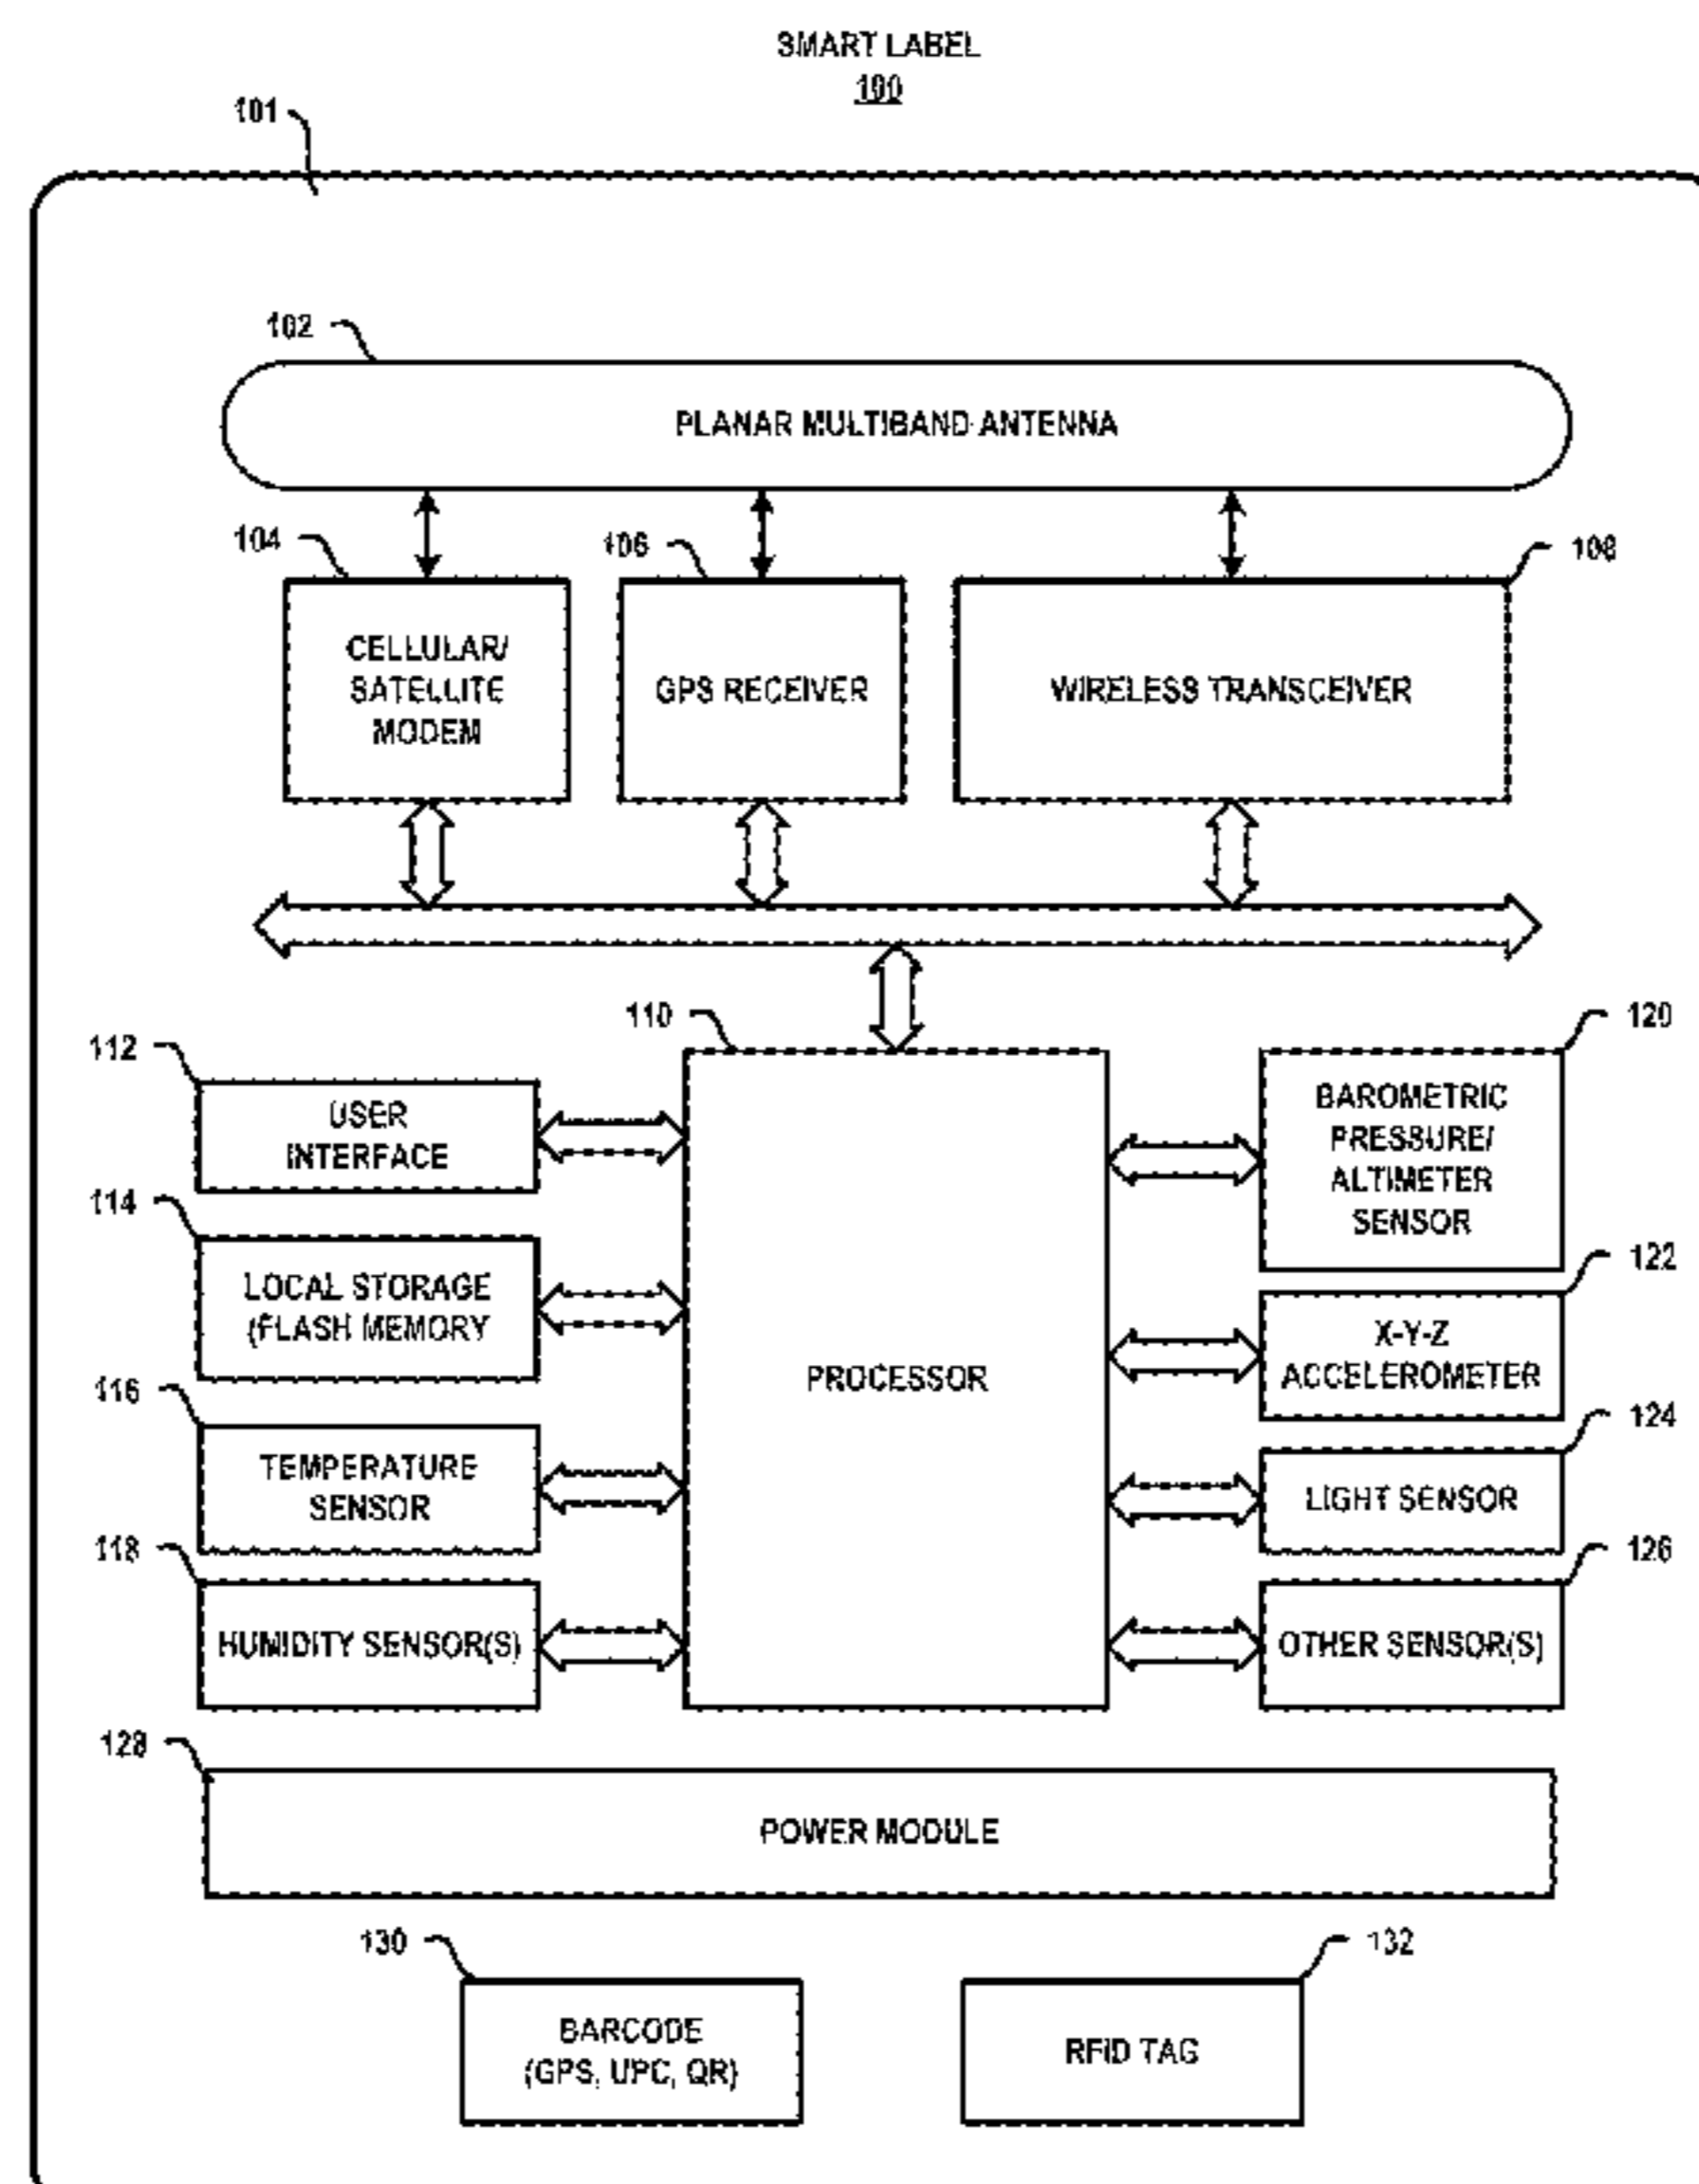 SMART LABEL
100
101
102
PLANAR MULTIBAND ANTENNA
104
106
108
CELLULAR/
SATELLITE
MODEM
GPS RECEIVER
WIRELESS TRANSCEIVER
110
120
112
USER
INTERFACE
BAROMETRIC
PRESSURE/
ALTIMETER
SENSOR
114
LOCAL STORAGE
(FLASH MEMORY
122
X-Y-Z
ACCELEROMETER
PROCESSOR
116
TEMPERATURE
SENSOR
124
LIGHT SENSOR
118
HUMIDITY SENSOR(S)
126
OTHER SENSOR(S)
128
POWER MODULE
130
132
BARCODE
(GPS, UPC, QR)
RFID TAG